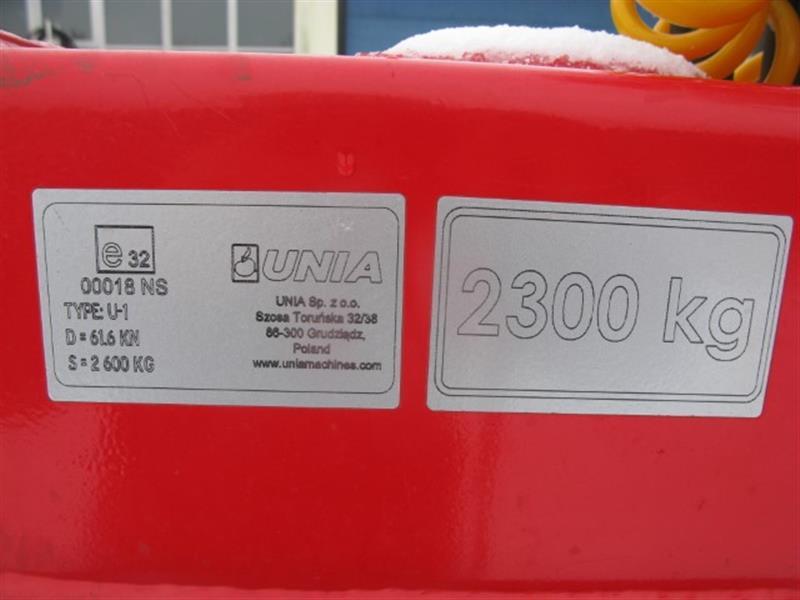 e 32
00018 NS
TYPE: U-1
D = 61.6 KN
S = 2 600 KG
UNIA
UNIA Sp. z o.o.
Szosa Toruńska 32/38
86-300 Grudziądz,
Poland
www.uniamachines.com
2300 kg